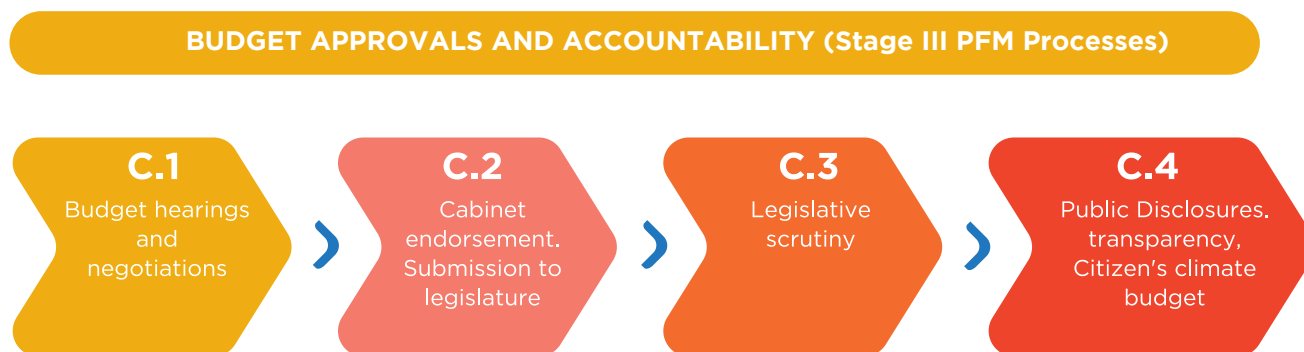 BUDGET APPROVALS AND ACCOUNTABILITY (Stage III PFM Processes)
C.1
Budget hearings
and
negotiations
C.2
Cabinet
endorsement.
Submission to
legislature
C.3
Legislative
scrutiny
C.4
Public Disclosures.
transparency,
Citizen's climate
budget